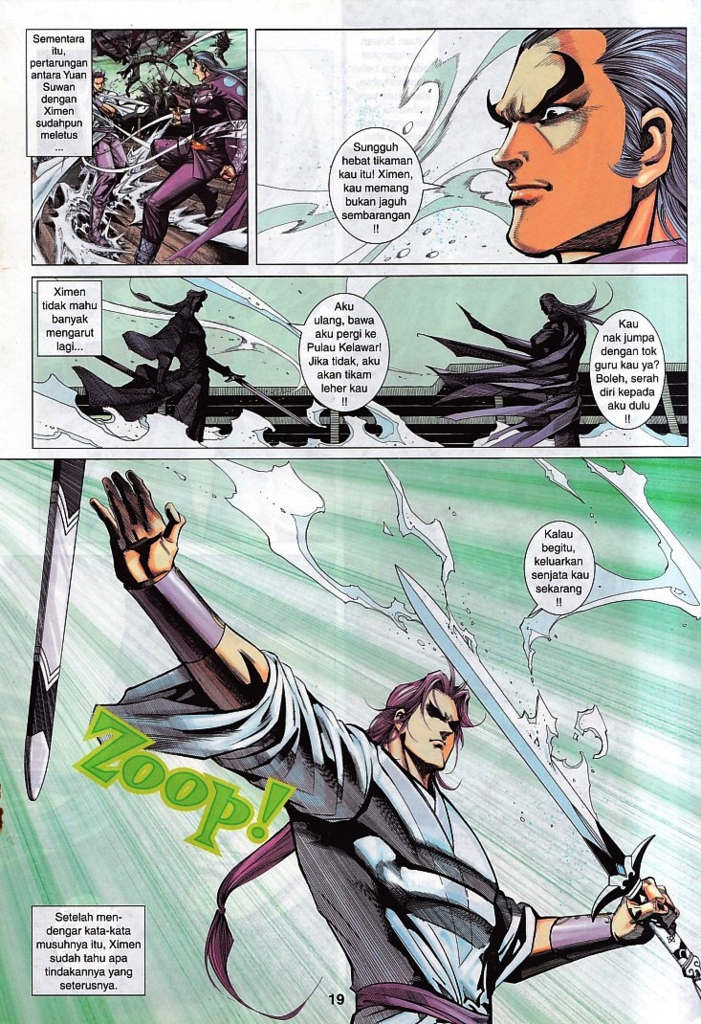 Sementara
itu,
pertarungan
antara Yuan
Suwan
dengan
Ximen
sudahpun
meletus
...
Sungguh
hebat tikaman
kau itu! Ximen,
kau memang
bukan jaguh
sembarangan
!!
Ximen
tidak mahu
banyak
mengarut
lagi...
Aku
ulang, bawa
aku pergi ke
Pulau Kelawar!
Jika tidak, aku
akan tikam
leher kau
!!
Kau
nak jumpa
dengan tok
guru kau ya?
Boleh, serah
diri kepada
aku dulu
!!
Kalau
begitu,
keluarkan
senjata kau
sekarang
!!
Zoop!
Setelah men-
dengar kata-kata
musuhnya itu, Ximen
sudah tahu apa
tindakannya yang
seterusnya.
19